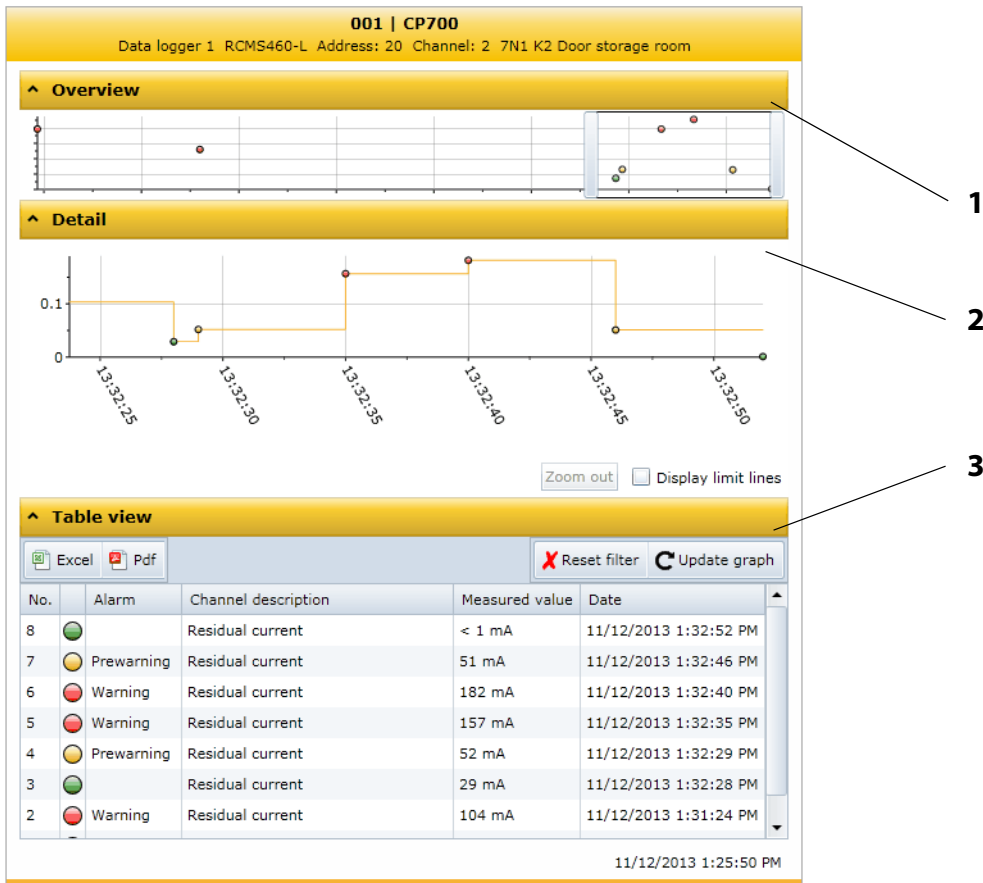 001 | CP700
Data logger 1 RCMS460-L Address: 20 Channel: 2 7N1 K2 Door storage room
Overview
1
Detail
2
0.1
0
13:32:25
13:32:30
13:32:35
13:32:40
13:32:45
13:32:50
3
Zoom out Display limit lines
Table view
Excel Pdf Reset filter Update graph
No. Alarm Channel description Measured value Date
8 Residual current < 1 mA 11/12/2013 1:32:52 PM
7 Prewarning Residual current 51 mA 11/12/2013 1:32:46 PM
6 Warning Residual current 182 mA 11/12/2013 1:32:40 PM
5 Warning Residual current 157 mA 11/12/2013 1:32:35 PM
4 Prewarning Residual current 52 mA 11/12/2013 1:32:29 PM
3 Residual current 29 mA 11/12/2013 1:32:28 PM
2 Warning Residual current 104 mA 11/12/2013 1:31:24 PM
11/12/2013 1:25:50 PM